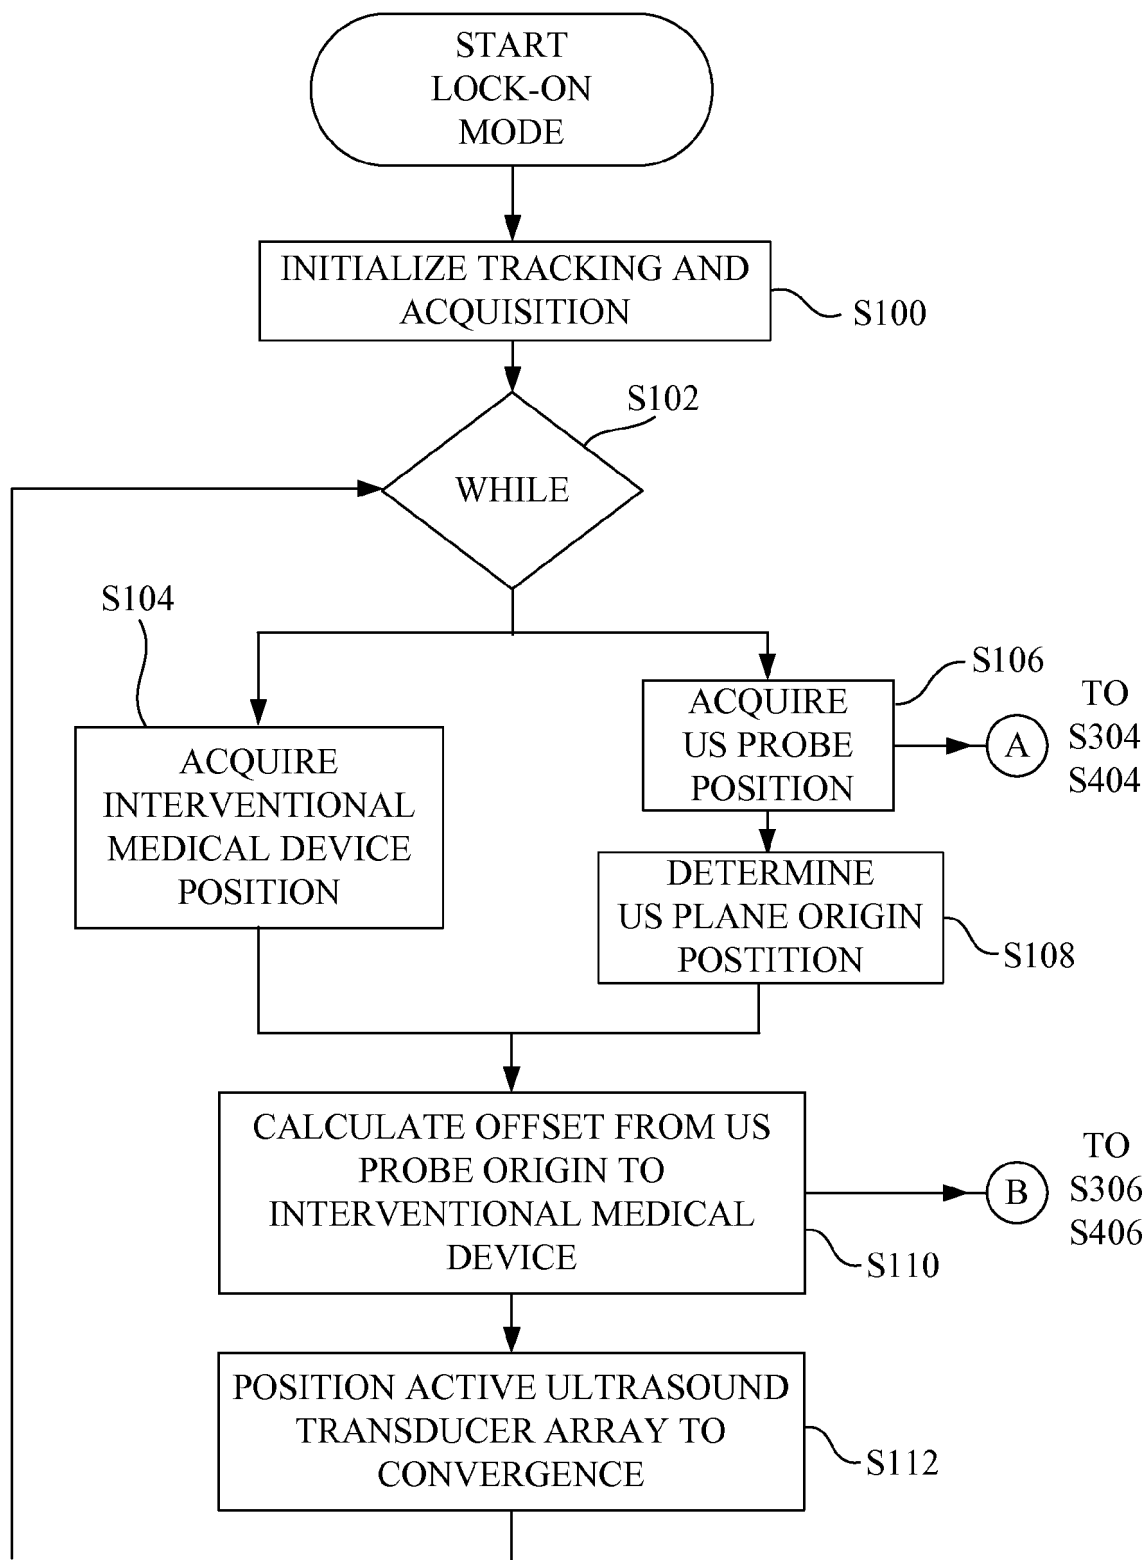 START
LOCK-ON
MODE
INITIALIZE TRACKING AND
ACQUISITION
S100
S102
WHILE
S104
S106
ACQUIRE
INTERVENTIONAL
MEDICAL DEVICE
POSITION
ACQUIRE
US PROBE
POSITION
A
TO
S304
S404
DETERMINE
US PLANE ORIGIN
POSTITION
S108
CALCULATE OFFSET FROM US
PROBE ORIGIN TO
INTERVENTIONAL MEDICAL
DEVICE
S110
B
TO
S306
S406
POSITION ACTIVE ULTRASOUND
TRANSDUCER ARRAY TO
CONVERGENCE
S112